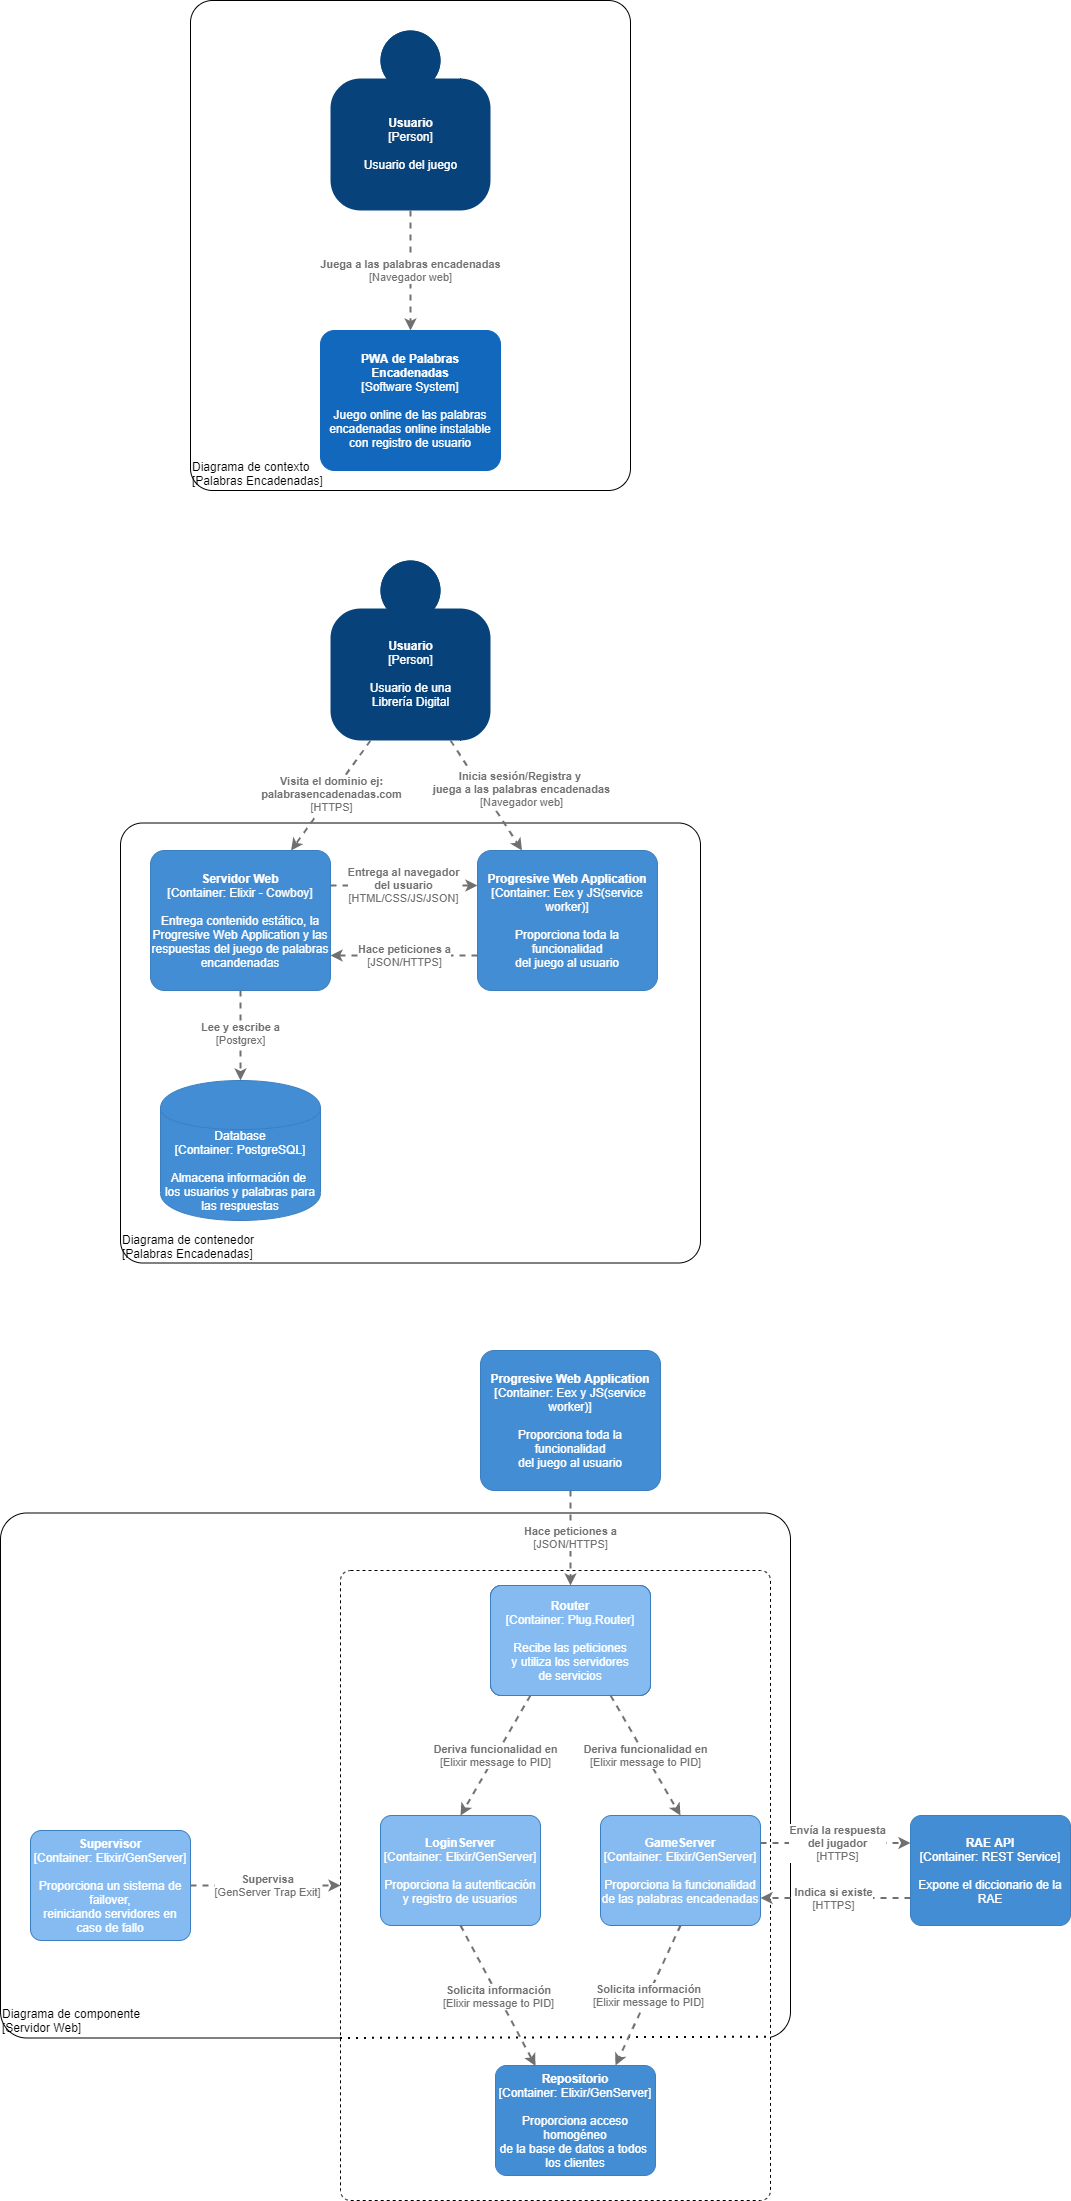 Usuario
[Person]
Usuario del juego
Juega a las palabras encadenadas
[Navegador web]
PWA de Palabras
Encadenadas
[Software System]
Juego online de las palabras
encadenadas online instalable
con registro de usuario
Diagrama de contexto
[Palabras Encadenadas]
Usuario
[Person]
Usuario de una
Librería Digital
Visita el dominio ej:
palabrasencadenadas.com
[HTTPS]
Inicia sesión/Registra y
juega a las palabras encadenadas
[Navegador web]
Servidor Web
[Container: Elixir - Cowboy]
Entrega contenido estático, la
Progresive Web Application y las
respuestas del juego de palabras
encandenadas
Entrega al navegador
del usuario
[HTML/CSS/JS/JSON]
Hace peticiones a
[JSON/HTTPS]
Progresive Web Application
[Container: Eex y JS(service
worker)]
Proporciona toda la
funcionalidad
del juego al usuario
Lee y escribe a
[Postgrex]
Database
[Container: PostgreSQL]
Almacena información de
los usuarios y palabras para
las respuestas
Diagrama de contenedor
[Palabras Encadenadas]
Progresive Web Application
[Container: Eex y JS(service
worker)]
Proporciona toda la
funcionalidad
del juego al usuario
Hace peticiones a
[JSON/HTTPS]
Router
[Container: Plug.Router]
Recibe las peticiones
y utiliza los servidores
de servicios
Deriva funcionalidad en
[Elixir message to PID]
Deriva funcionalidad en
[Elixir message to PID]
Supervisor
[Container: Elixir/GenServer]
Proporciona un sistema de
failover,
reiniciando servidores en
caso de fallo
Supervisa
[GenServer Trap Exit]
LoginServer
[Container: Elixir/GenServer]
Proporciona la autenticación
y registro de usuarios
GameServer
[Container: Elixir/GenServer]
Proporciona la funcionalidad
de las palabras encadenadas
Envía la respuesta
del jugador
[HTTPS]
Indica si existe
[HTTPS]
RAE API
[Container: REST Service]
Expone el diccionario de la
RAE
Solicita información
[Elixir message to PID]
Solicita información
[Elixir message to PID]
Diagrama de componente
[Servidor Web]
Repositorio
[Container: Elixir/GenServer]
Proporciona acceso
homogéneo
de la base de datos a todos
los clientes